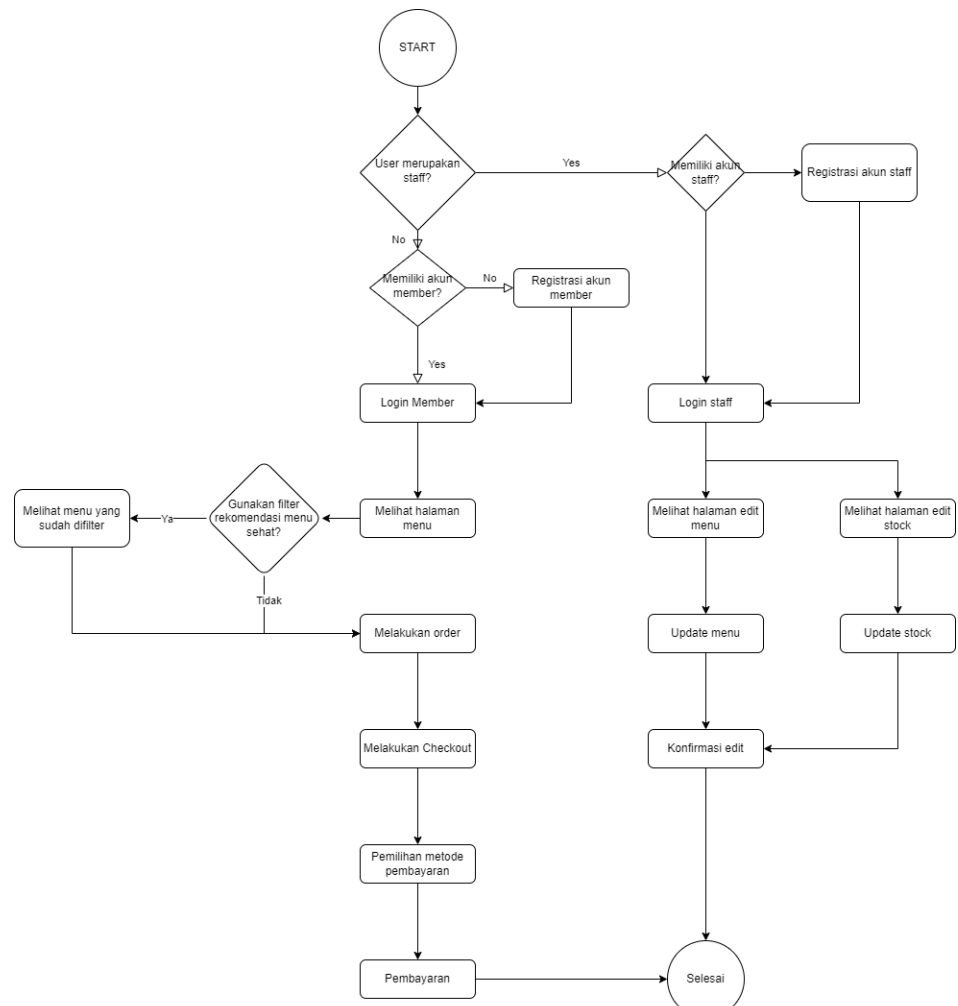 START
User merupakan
staff?
Yes
Memiliki akun
staff?
Registrasi akun staff
No
Memiliki akun
member?
No
Registrasi akun
member
Yes
Login Member
Login staff
Melihat menu yang
sudah difilter
Ya
Gunakan filter
rekomendasi menu
sehat?
Melihat halaman
menu
Melihat halaman edit
menu
Melihat halaman edit
stock
Tidak
Melakukan order
Update menu
Update stock
Melakukan Checkout
Konfirmasi edit
Pemilihan metode
pembayaran
Pembayaran
Selesai